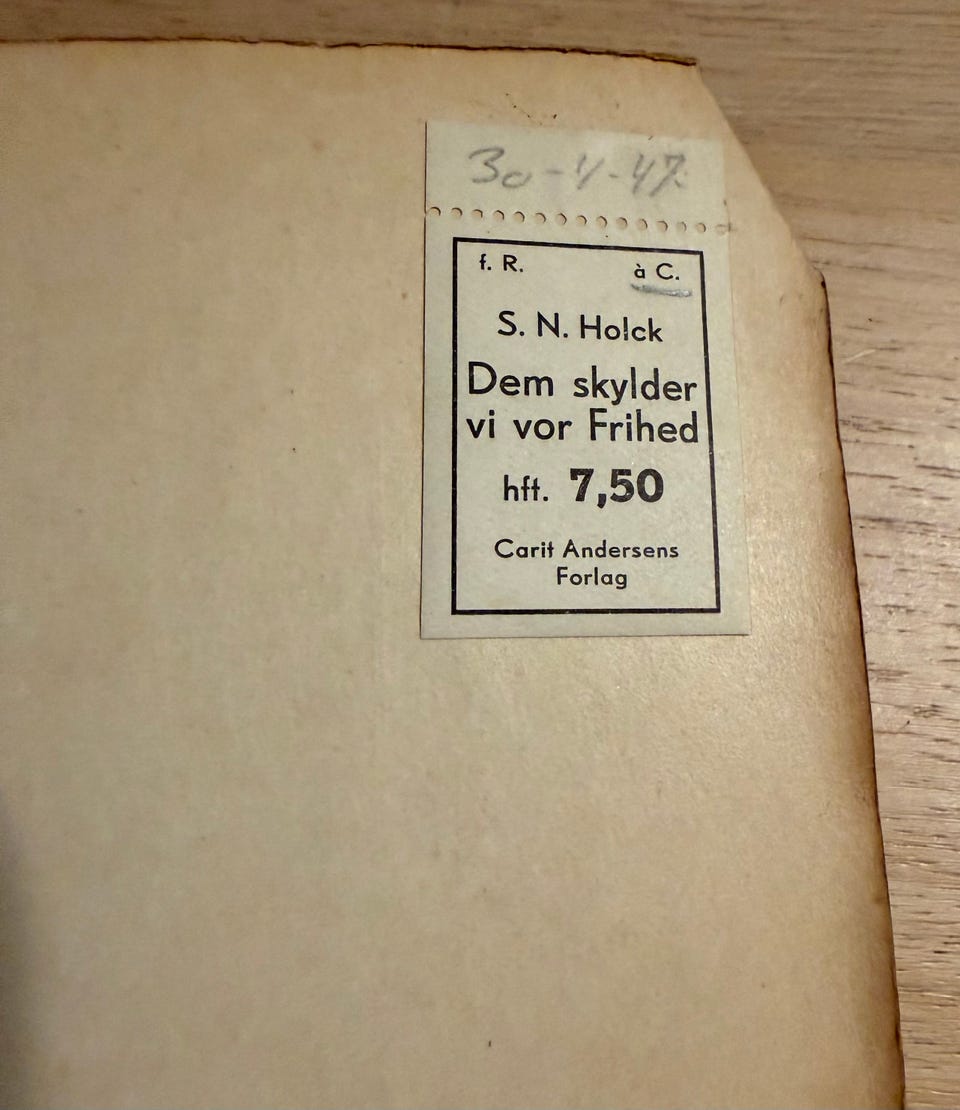 30-4-47.
f. R. à C.
S. N. Holck
Dem skylder
vi vor Frihed
hft. 7,50
Carit Andersens
Forlag